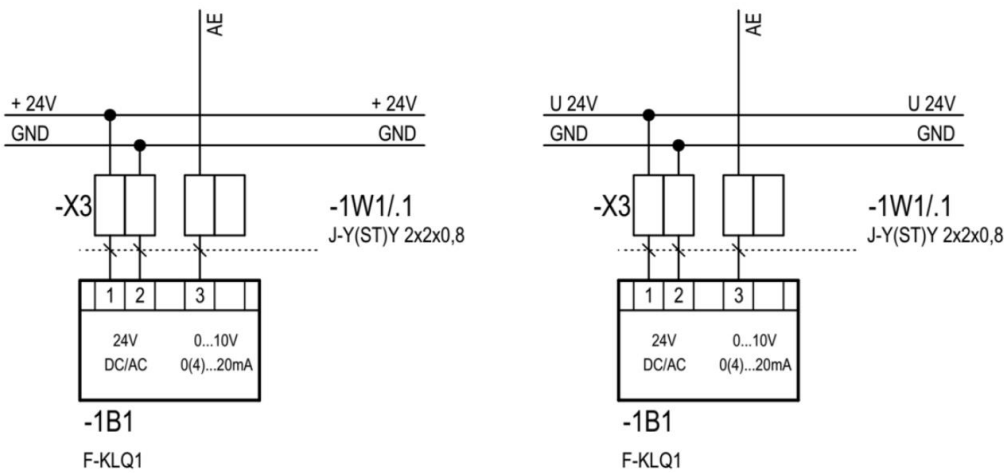 AE
+ 24V + 24V
GND GND
-X3
-1W1/.1
J-Y(ST)Y 2x2x0,8
1 2 3
24V 0...10V
DC/AC 0(4)...20mA
-1B1
F-KLQ1
AE
U 24V U 24V
GND GND
-X3
-1W1/.1
J-Y(ST)Y 2x2x0,8
1 2 3
24V 0...10V
DC/AC 0(4)...20mA
-1B1
F-KLQ1